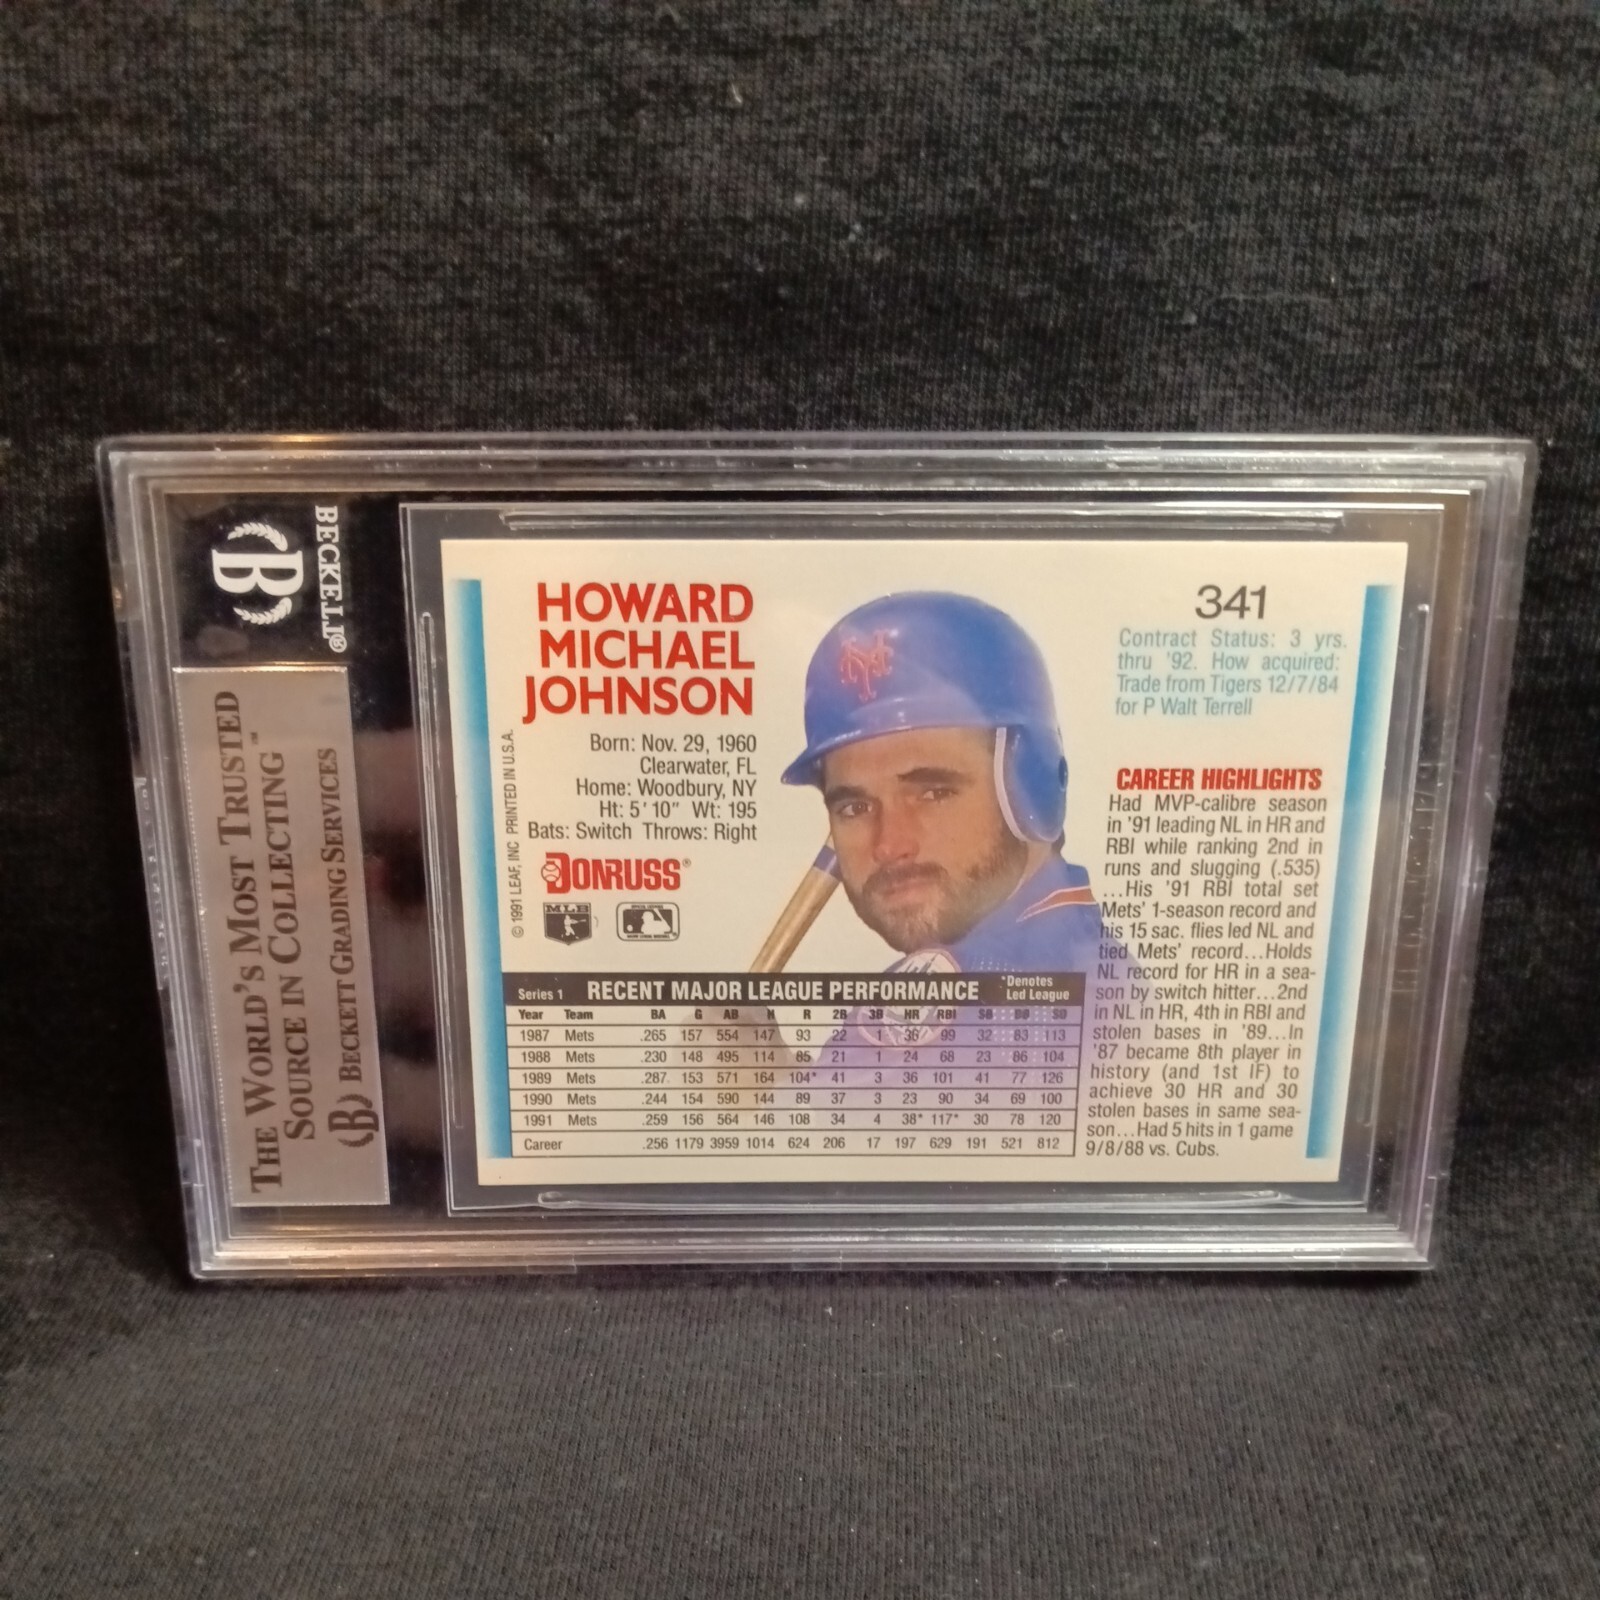 BECKETT®
B
THE WORLD'S MOST TRUSTED
SOURCE IN COLLECTING™
B BECKETT GRADING SERVICES
HOWARD
MICHAEL
JOHNSON
Born: Nov. 29, 1960
Clearwater, FL
Home: Woodbury, NY
Ht: 5' 10" Wt: 195
Bats: Switch Throws: Right
DONRUSS®
MLB
© 1991 LEAF, INC PRINTED IN U.S.A.
341
Contract Status: 3 yrs.
thru '92. How acquired:
Trade from Tigers 12/7/84
for P Walt Terrell
CAREER HIGHLIGHTS
Had MVP-calibre season
in '91 leading NL in HR and
RBI while ranking 2nd in
runs and slugging (.535)
...His '91 RBI total set
Mets' 1-season record and
his 15 sac. flies led NL and
tied Mets' record...Holds
NL record for HR in a sea-
son by switch hitter...2nd
in NL in HR, 4th in RBI and
stolen bases in '89...In
'87 became 8th player in
history (and 1st IF) to
achieve 30 HR and 30
stolen bases in same sea-
son...Had 5 hits in 1 game
9/8/88 vs. Cubs.
Series 1 RECENT MAJOR LEAGUE PERFORMANCE *Denotes
Led League
Year Team BA G AB H R 2B 3B HR RBI SB BB SO
1987 Mets .265 157 554 147 93 22 1 36 99 32 83 113
1988 Mets .230 148 495 114 85 21 1 24 68 23 86 104
1989 Mets .287 153 571 164 104* 41 3 36 101 41 77 126
1990 Mets .244 154 590 144 89 37 3 23 90 34 69 100
1991 Mets .259 156 564 146 108 34 4 38* 117* 30 78 120
Career .256 1179 3959 1014 624 206 17 197 629 191 521 812